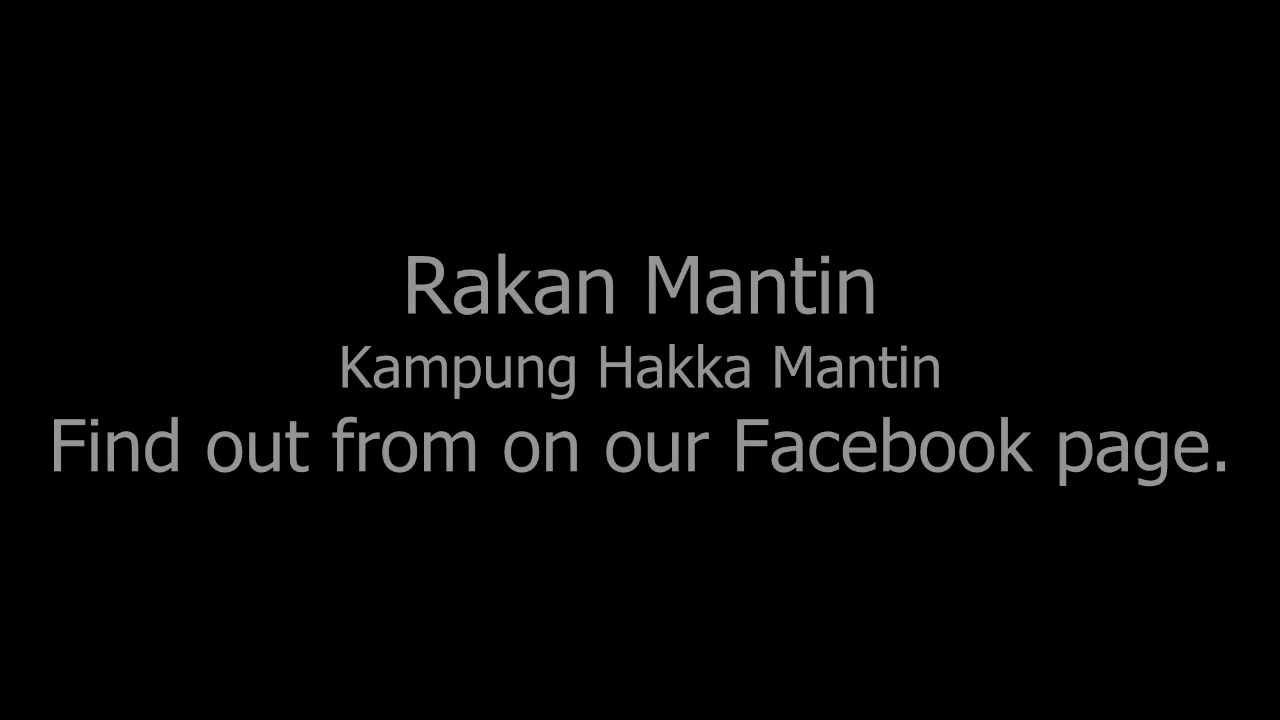 Rakan Mantin
Kampung Hakka Mantin
Find out from on our Facebook page.